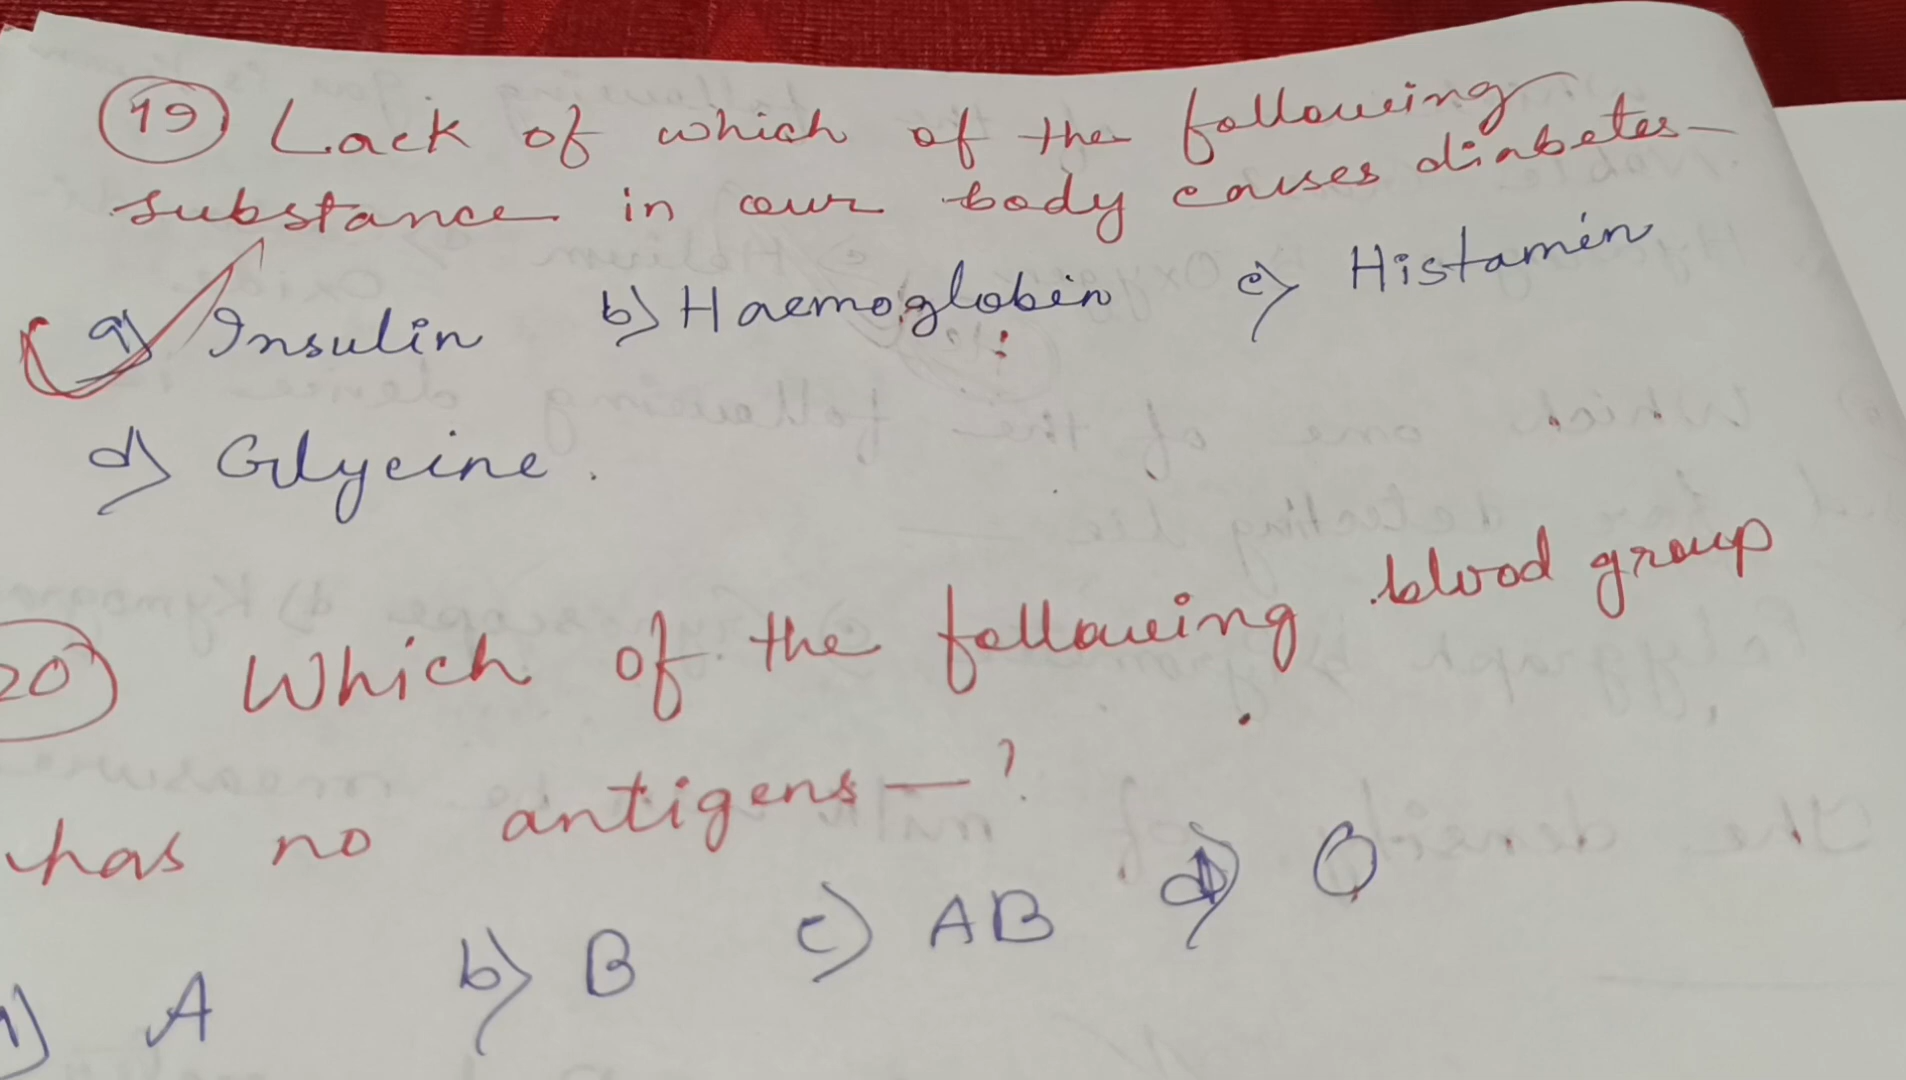 19 Lack of which of the following
substance in our body causes diabetes-
a) Insulin b) Haemoglobin c) Histamin
d) Glycine.
20 Which of the following blood group
has no antigens-?
a) A b) B c) AB d) O